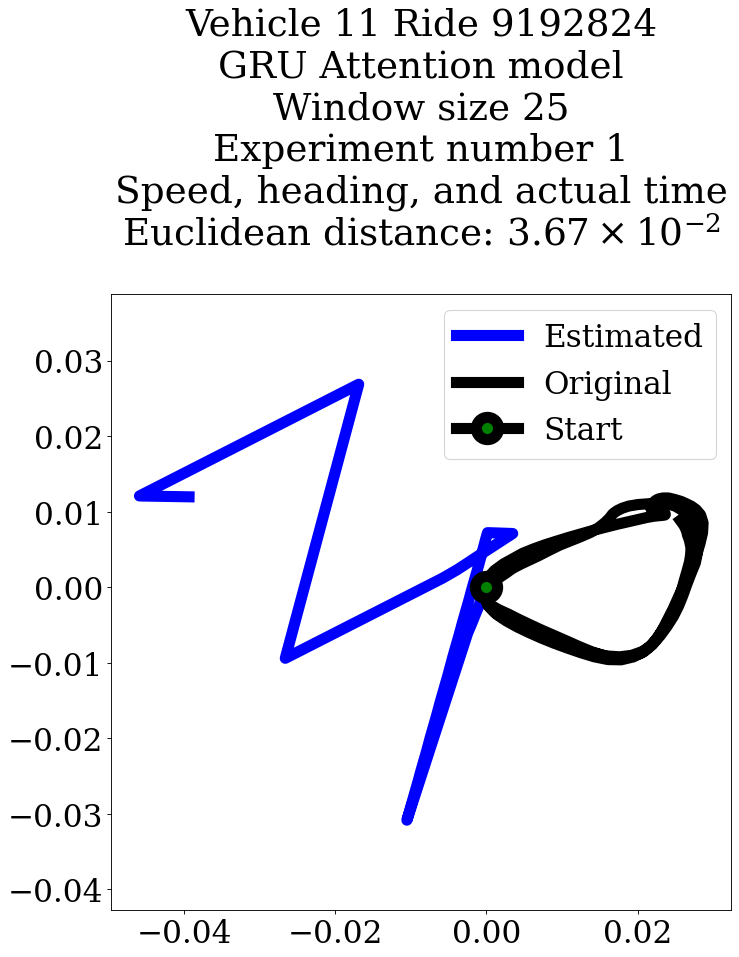 Vehicle 11 Ride 9192824
GRU Attention model
Window size 25
Experiment number 1
Speed, heading, and actual time
Euclidean distance: 3.67 × 10⁻²
Estimated
Original
Start
0.03
0.02
0.01
0.00
−0.01
−0.02
−0.03
−0.04
−0.04 −0.02 0.00 0.02